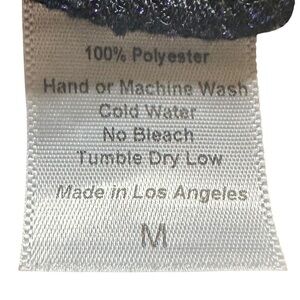 100% Polyester
Hand or Machine Wash
Cold Water
No Bleach
Tumble Dry Low
Made in Los Angeles
M